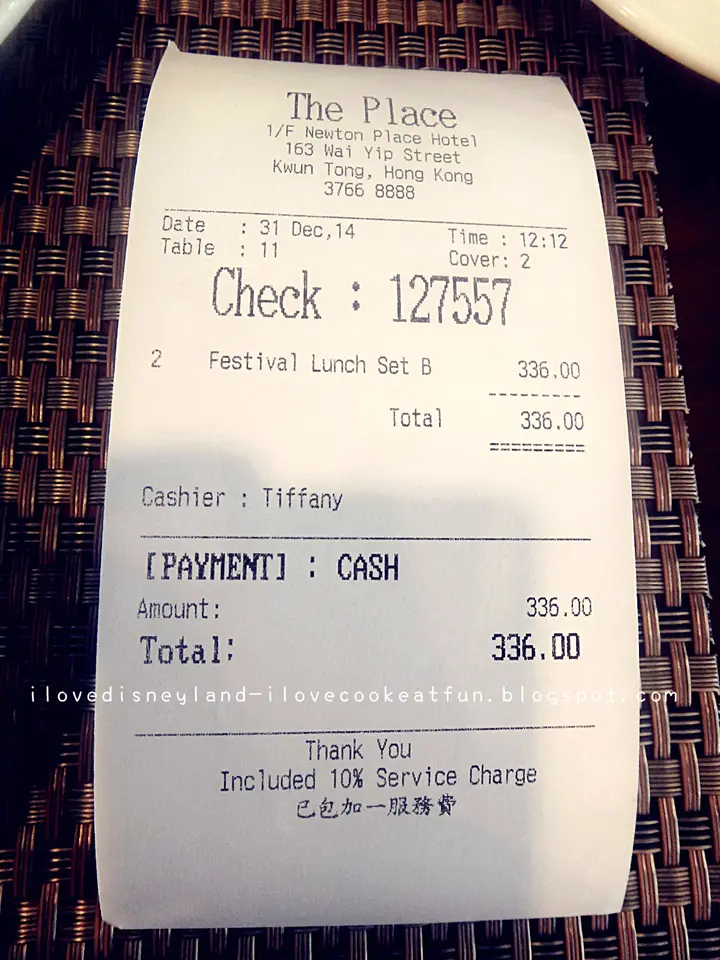 The Place
1/F Newton Place Hotel
163 Wai Yip Street
Kwun Tong, Hong Kong
3766 8888
Date : 31 Dec,14 Time : 12:12
Table : 11 Cover: 2
Check : 127557
2 Festival Lunch Set B 336.00
---------
Total 336.00
=========
Cashier : Tiffany
[PAYMENT] : CASH
Amount: 336.00
Total: 336.00
ilovedisneyland-ilovecookeatfun.blogspot.com
Thank You
Included 10% Service Charge
已包加一服務費